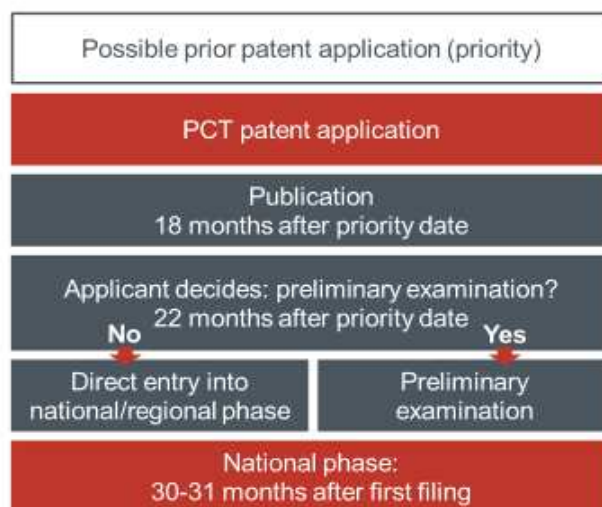 Possible prior patent application (priority)
PCT patent application
Publication
18 months after priority date
Applicant decides: preliminary examination?
22 months after priority date
No
Yes
Direct entry into
national/regional phase
Preliminary
examination
National phase:
30-31 months after first filing